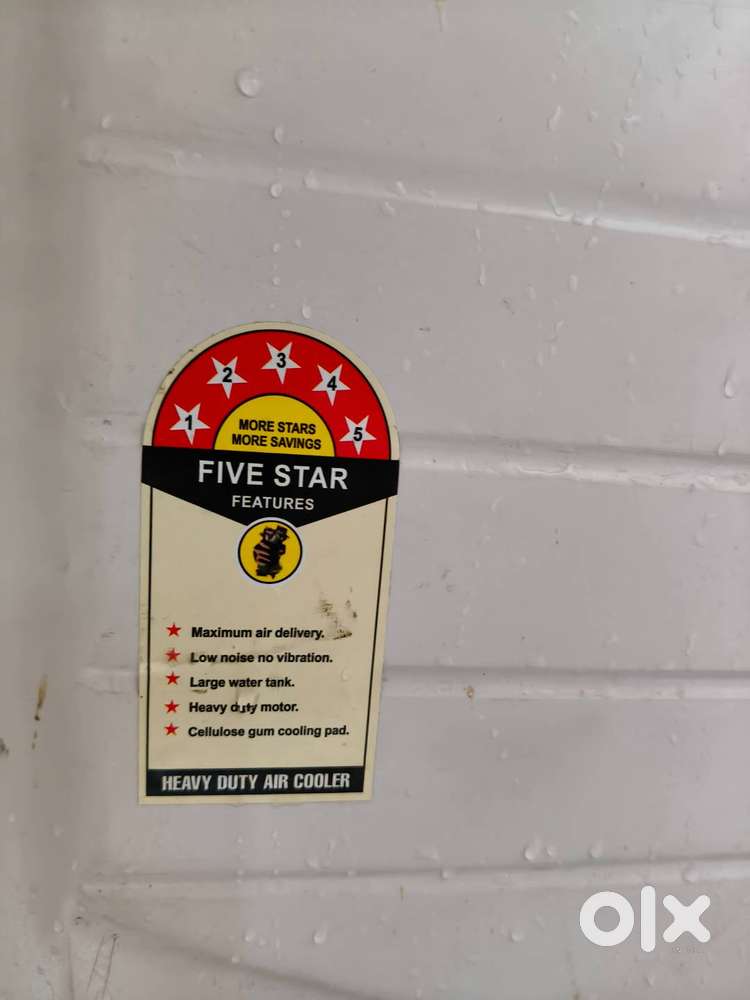 1
2
3
4
5
MORE STARS
MORE SAVINGS
FIVE STAR
FEATURES
Maximum air delivery.
Low noise no vibration.
Large water tank.
Heavy duty motor.
Cellulose gum cooling pad.
HEAVY DUTY AIR COOLER
olx